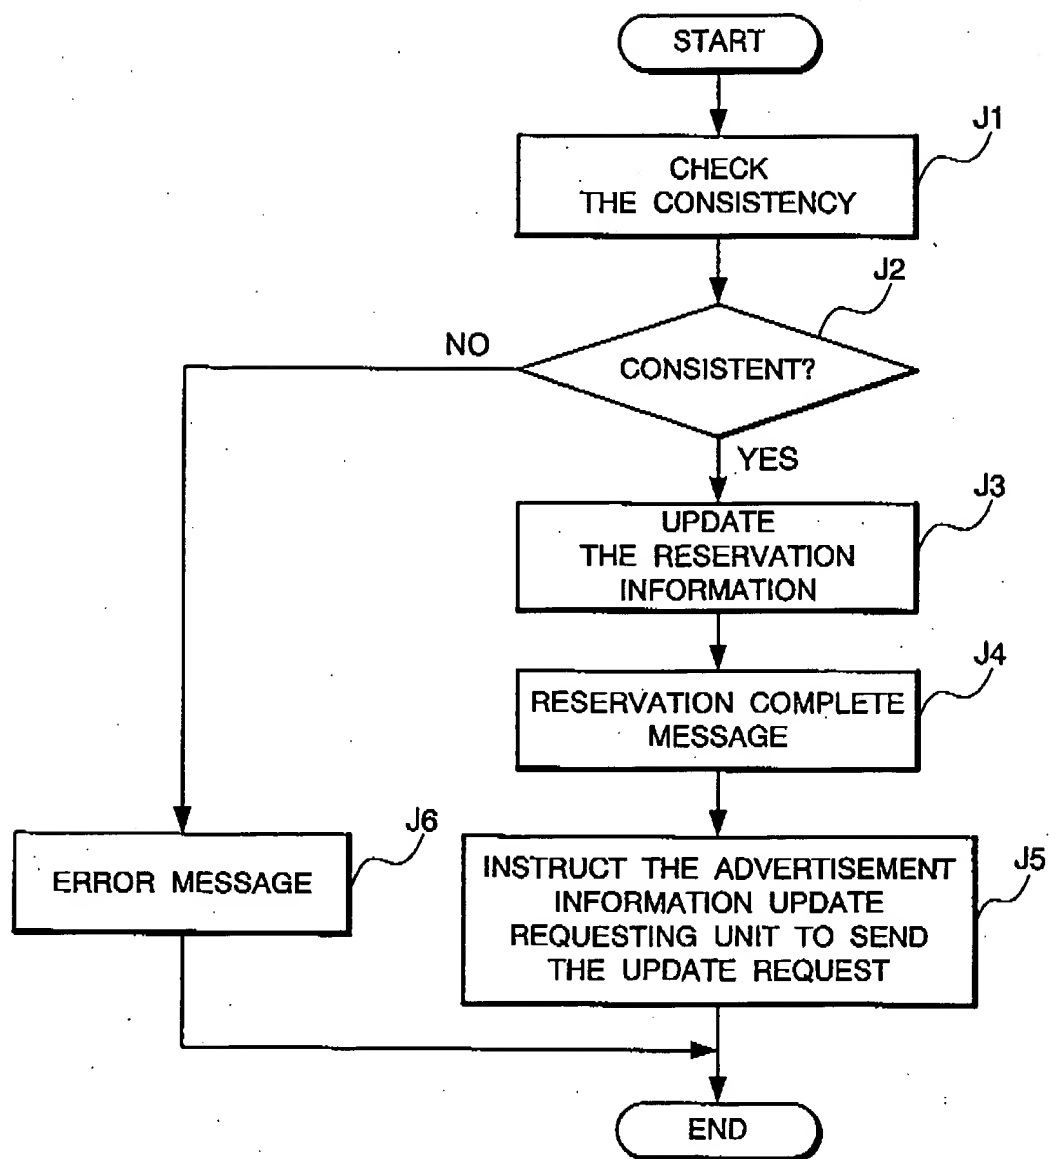 START
J1
CHECK
THE CONSISTENCY
J2
NO
CONSISTENT?
YES
J3
UPDATE
THE RESERVATION
INFORMATION
J4
RESERVATION COMPLETE
MESSAGE
J6
ERROR MESSAGE
J5
INSTRUCT THE ADVERTISEMENT
INFORMATION UPDATE
REQUESTING UNIT TO SEND
THE UPDATE REQUEST
END